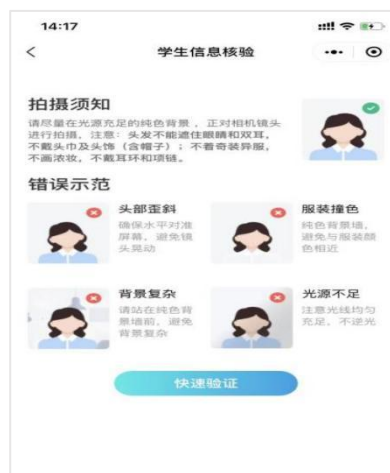 14:17
学生信息核验
拍摄须知
请尽量在光源充足的纯色背景，正对相机镜头
进行拍摄，注意：头发不能遮住眼睛和双耳，
不戴头巾及头饰（含帽子）；不着奇装异服，
不画浓妆，不戴耳环和项链。
错误示范
头部歪斜
确保水平对准
屏幕，避免镜
头晃动
服装撞色
纯色背景墙，
避免与服装颜
色相近
背景复杂
请站在纯色背
景墙前，避免
背景复杂
光源不足
注意光线均匀
充足，不逆光
快速验证